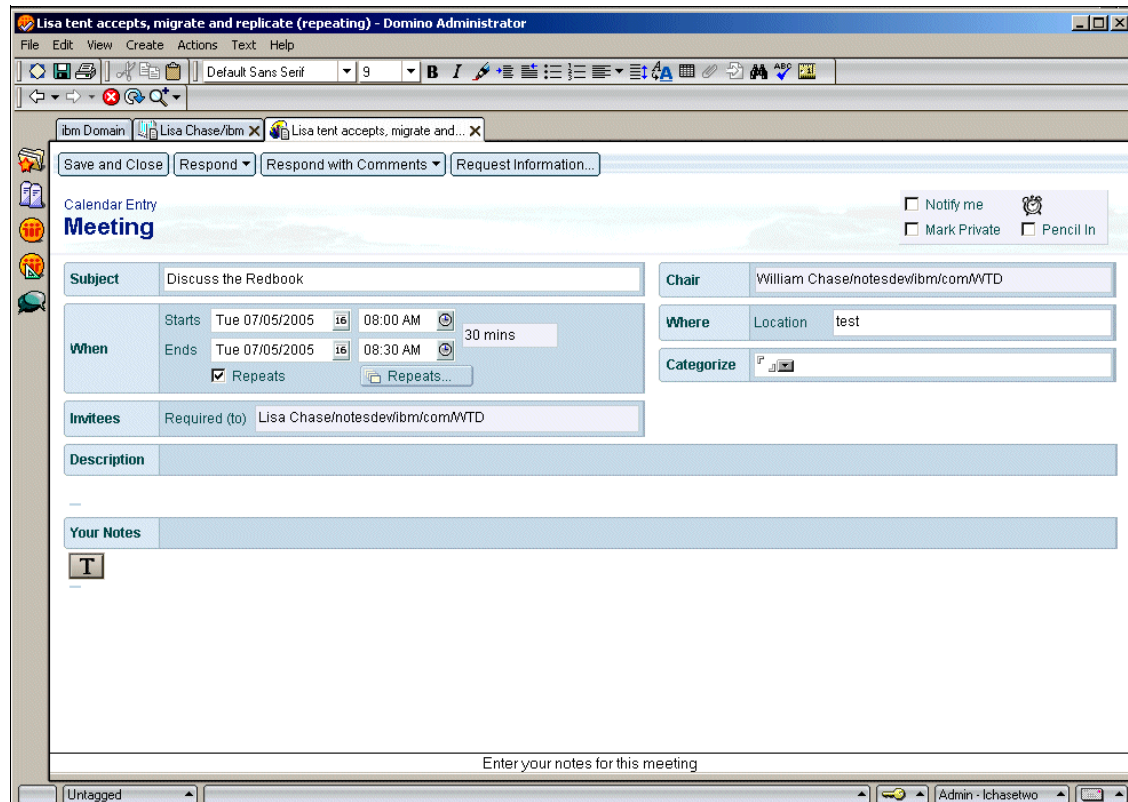 Lisa tent accepts, migrate and replicate (repeating) - Domino Administrator
File Edit View Create Actions Text Help
Default Sans Serif 9 B I
ibm Domain Lisa Chase/ibm Lisa tent accepts, migrate and...
Save and Close Respond Respond with Comments Request Information...
Calendar Entry
Meeting
Notify me
Mark Private Pencil In
Subject Discuss the Redbook
Chair William Chase/notesdev/ibm/com/WTD
When
Starts Tue 07/05/2005 16 08:00 AM
30 mins
Ends Tue 07/05/2005 16 08:30 AM
Repeats Repeats...
Where Location test
Categorize
Invitees Required (to) Lisa Chase/notesdev/ibm/com/WTD
Description
Your Notes
T
Enter your notes for this meeting
Untagged Admin - lchasetwo